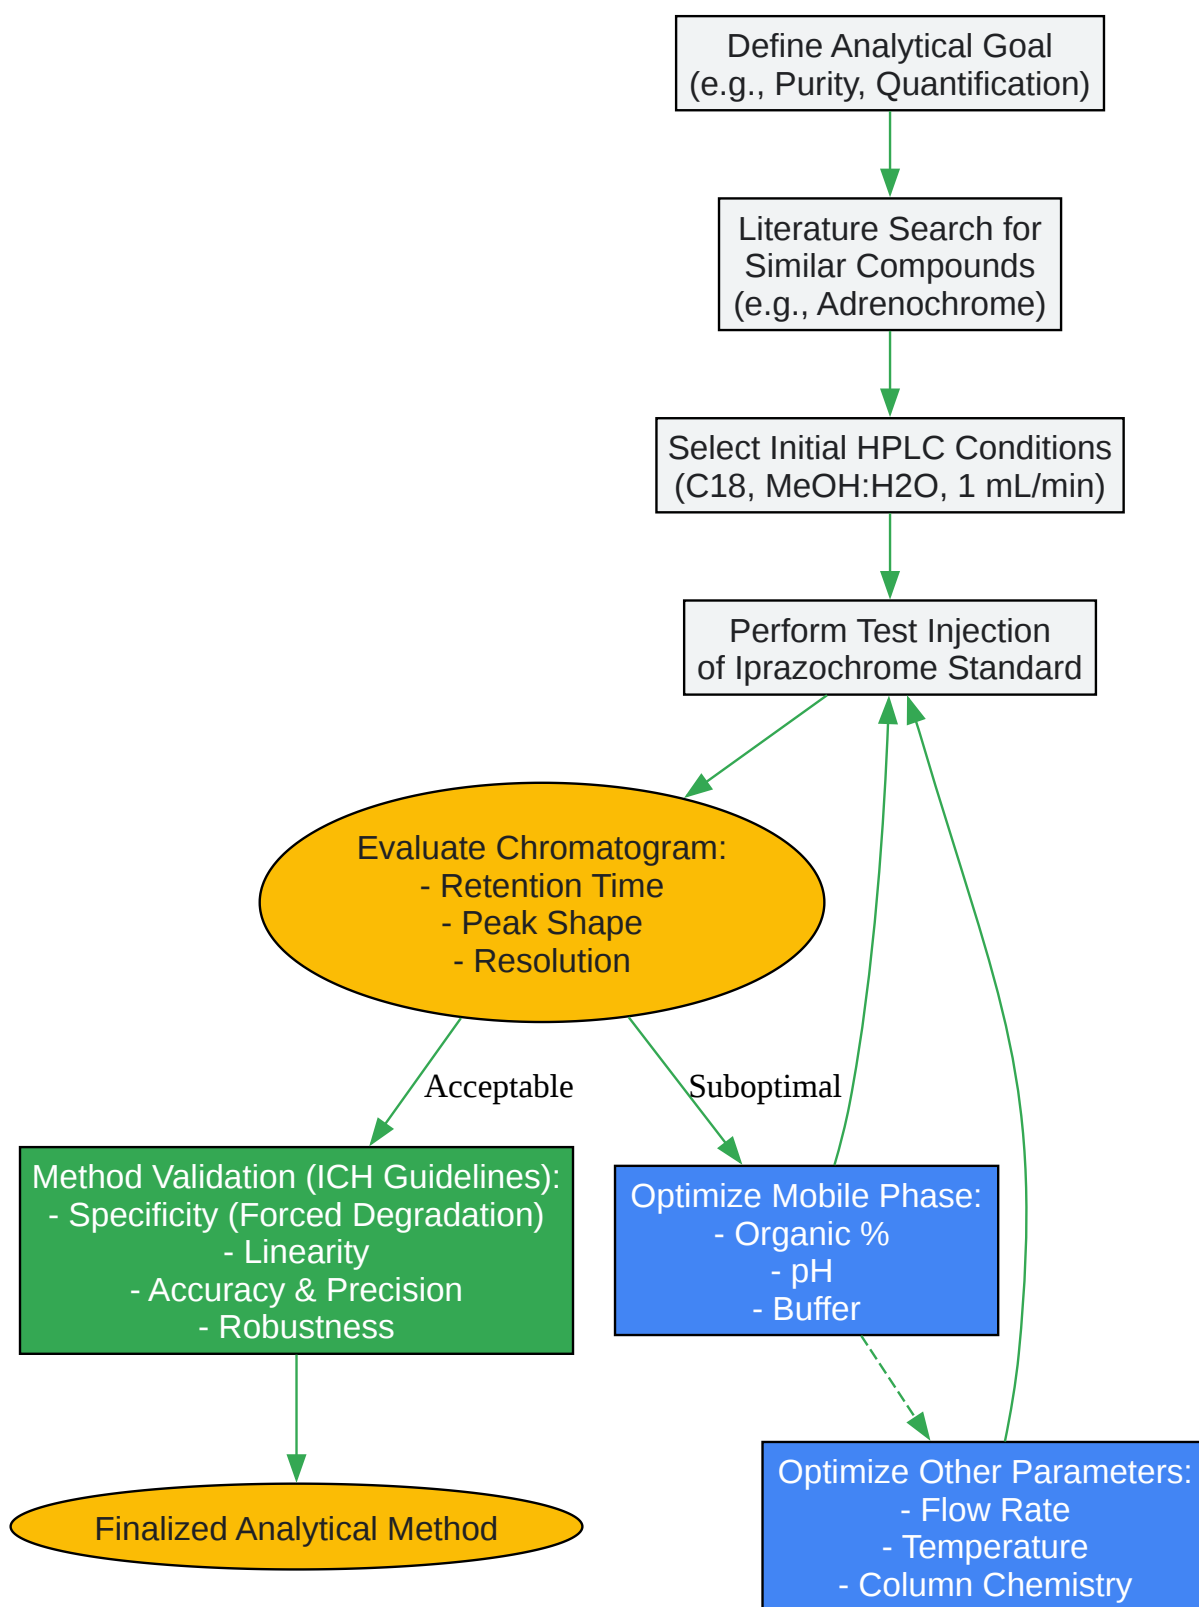 Define Analytical Goal
(e.g., Purity, Quantification)
Literature Search for
Similar Compounds
(e.g., Adrenochrome)
Select Initial HPLC Conditions
(C18, MeOH:H2O, 1 mL/min)
Perform Test Injection
of Iprazochrome Standard
Evaluate Chromatogram:
- Retention Time
- Peak Shape
- Resolution
Acceptable
Suboptimal
Method Validation (ICH Guidelines):
- Specificity (Forced Degradation)
- Linearity
- Accuracy & Precision
- Robustness
Optimize Mobile Phase:
- Organic %
- pH
- Buffer
Finalized Analytical Method
Optimize Other Parameters:
- Flow Rate
- Temperature
- Column Chemistry